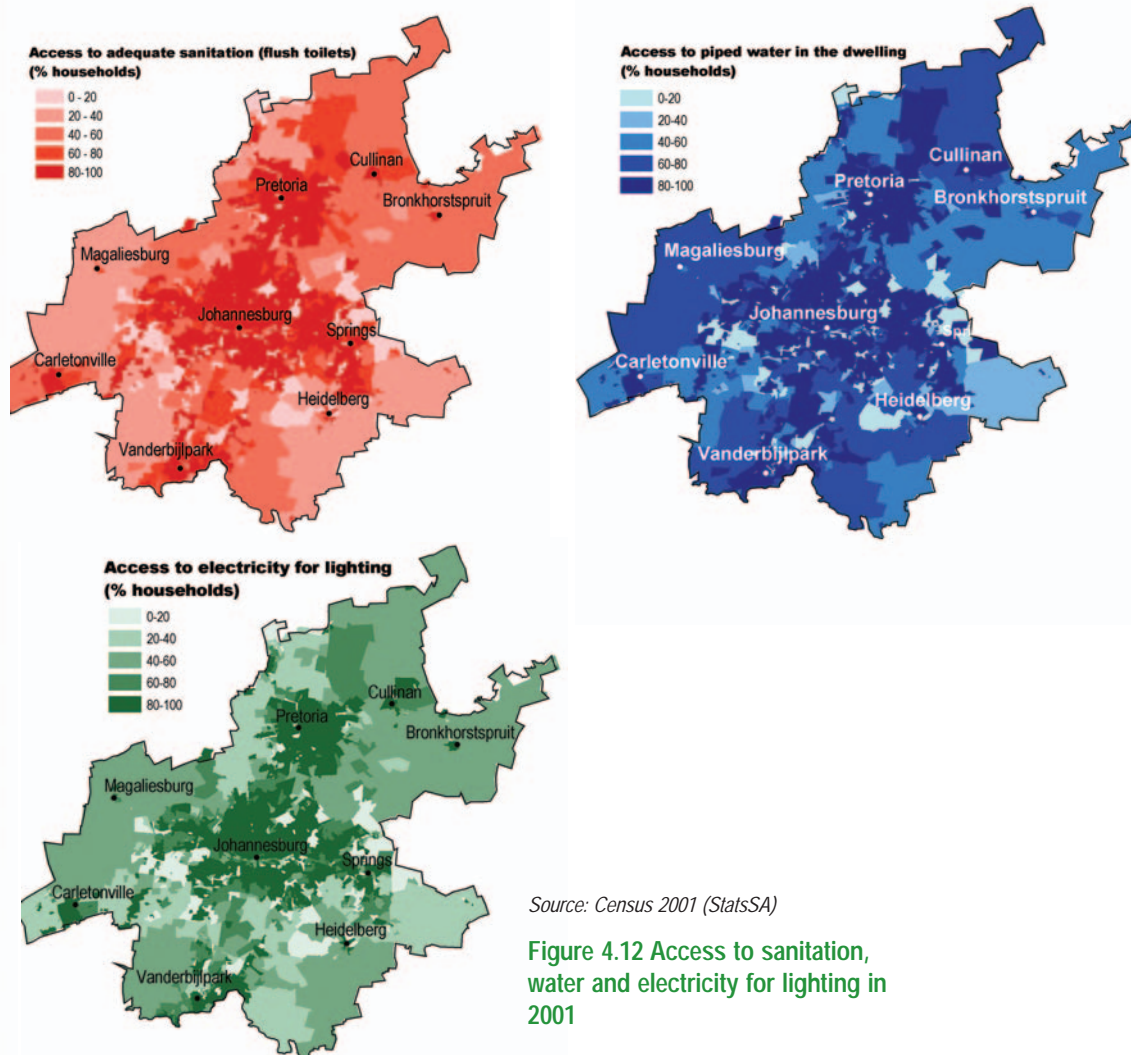 Access to adequate sanitation (flush toilets)
(% households)
0 - 20
20 - 40
40 - 60
60 - 80
80-100
Cullinan
Pretoria
Bronkhorstspruit
Magaliesburg
Johannesburg
Springs
Carletonville
Heidelberg
Vanderbijlpark
Access to piped water in the dwelling
(% households)
0-20
20-40
40-60
60-80
80-100
Cullinan
Pretoria
Bronkhorstspruit
Magaliesburg
Johannesburg
Spri
Carletonville
Heidelberg
Vanderbijlpark
Access to electricity for lighting
(% households)
0-20
20-40
40-60
60-80
80-100
Cullinan
Pretoria
Bronkhorstspruit
Magaliesburg
Johannesburg
Springs
Carletonville
Heidelberg
Vanderbijlpark
Source: Census 2001 (StatsSA)
Figure 4.12 Access to sanitation,
water and electricity for lighting in
2001